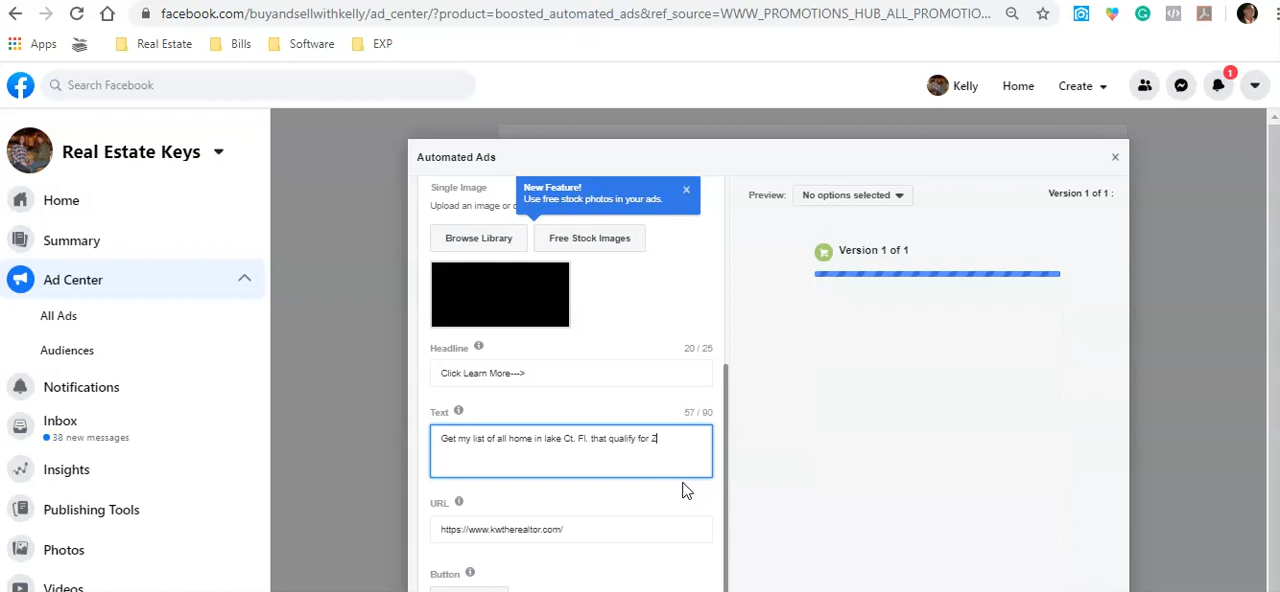 facebook.com/buyandsellwithkelly/ad_center/?product=boosted_automated_ads&ref_source=WWW_PROMOTIONS_HUB_ALL_PROMOTIO...
Apps
Real Estate
Bills
Software
EXP
Search Facebook
Kelly
Home
Create
1
Real Estate Keys
Home
Summary
Ad Center
All Ads
Audiences
Notifications
Inbox
38 new messages
Insights
Publishing Tools
Photos
Videos
Automated Ads
Single Image
Upload an image or c
New Feature!
Use free stock photos in your ads.
Browse Library
Free Stock Images
Headline
20 / 25
Click Learn More--->
Text
57 / 90
Get my list of all home in lake Ct. Fl. that qualify for Z
URL
https://www.kwtherealtor.com/
Button
Preview:
No options selected
Version 1 of 1 :
Version 1 of 1